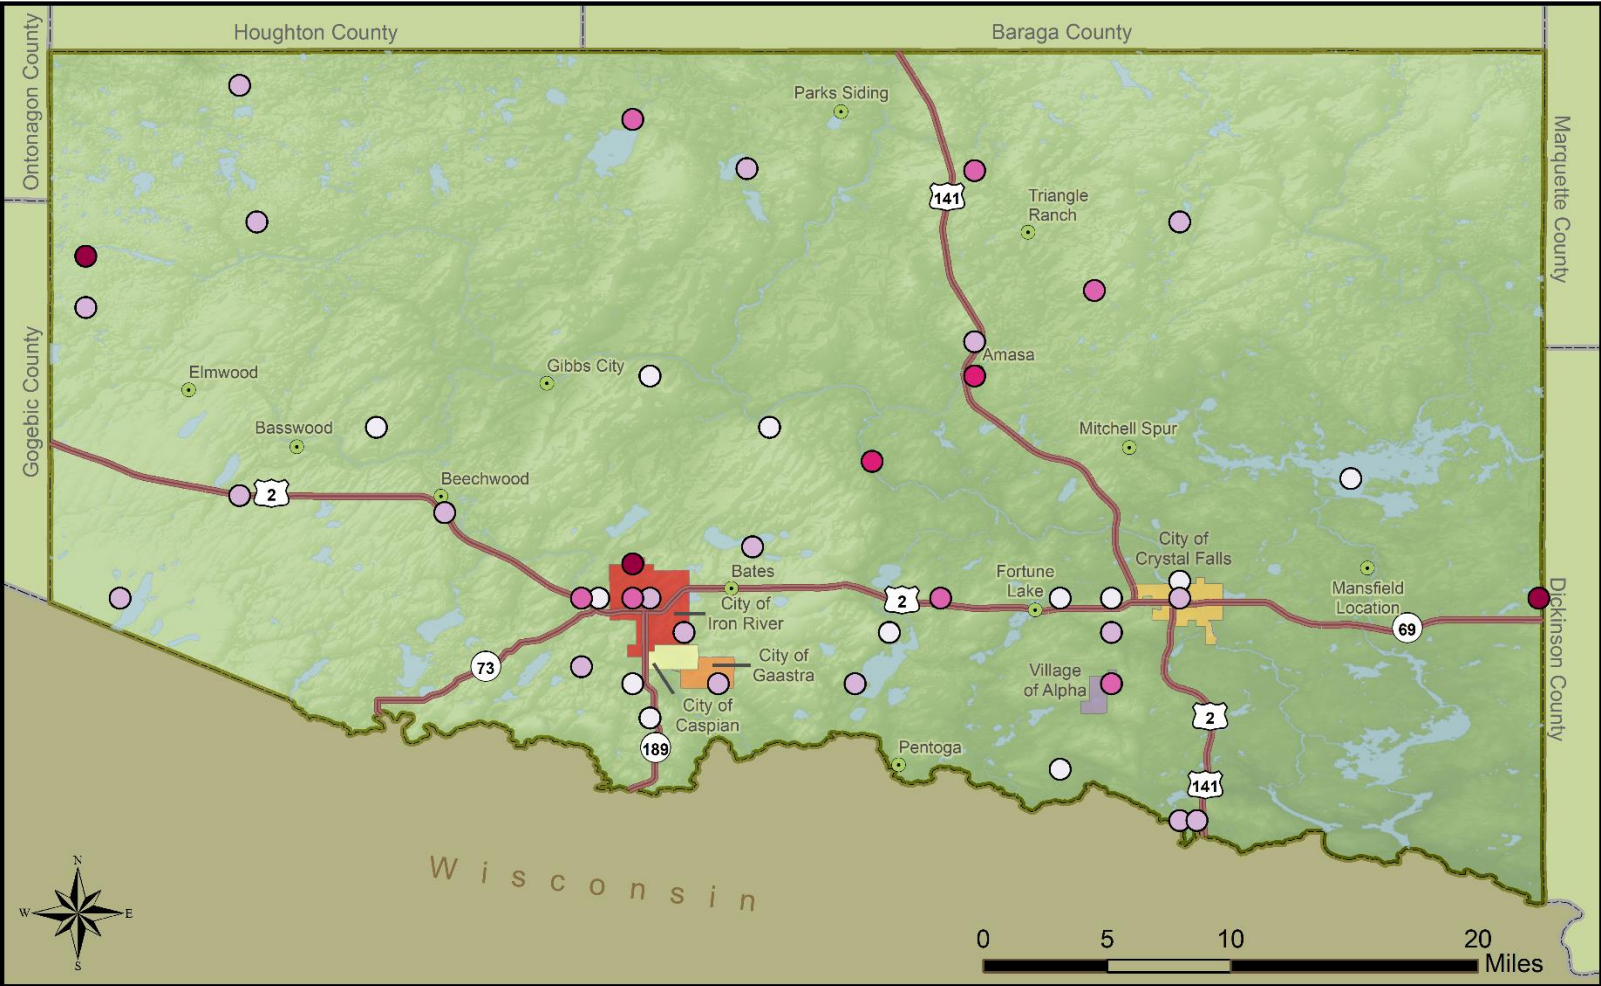 Houghton County
Baraga County
Ontonagon County
Marquette County
Parks Siding
141
Triangle
Ranch
Gogebic County
Amasa
Elmwood
Gibbs City
Basswood
Mitchell Spur
Beechwood
2
City of
Crystal Falls
Bates
Fortune
Lake
2
Mansfield
Location
City of
Iron River
69
Dickinson County
73
City of
Gaastra
Village
of Alpha
City of
Caspian
2
189
Pentoga
141
Wisconsin
N
W
E
S
0
5
10
20
Miles